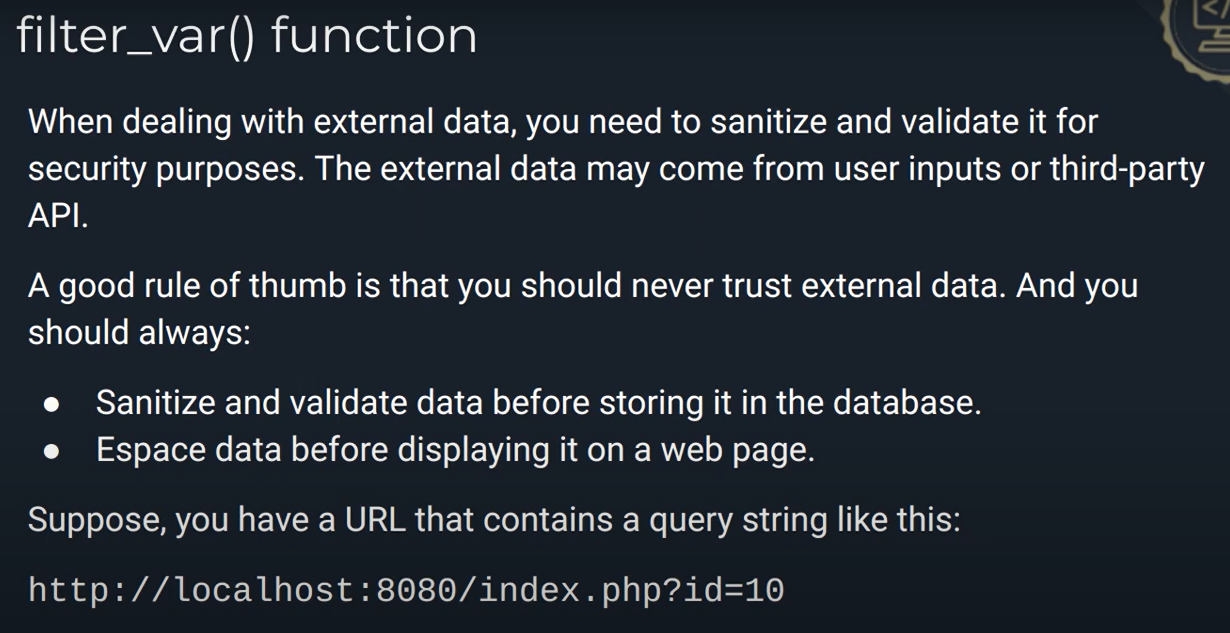 filter_var() function
When dealing with external data, you need to sanitize and validate it for
security purposes. The external data may come from user inputs or third-party
API.
A good rule of thumb is that you should never trust external data. And you
should always:
● Sanitize and validate data before storing it in the database.
● Espace data before displaying it on a web page.
Suppose, you have a URL that contains a query string like this:
http://localhost:8080/index.php?id=10